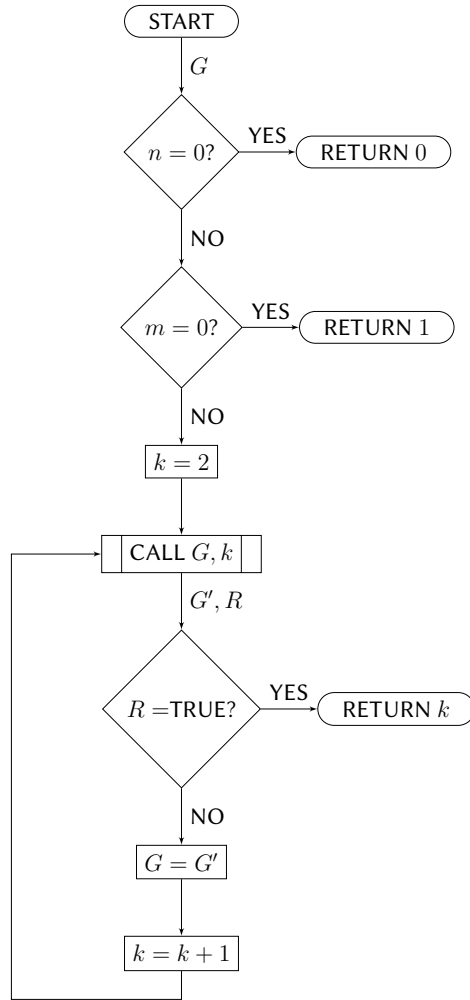 START
G
n = 0?
YES
RETURN 0
NO
m = 0?
YES
RETURN 1
NO
k = 2
CALL G, k
G′, R
R =TRUE?
YES
RETURN k
NO
G = G′
k = k + 1